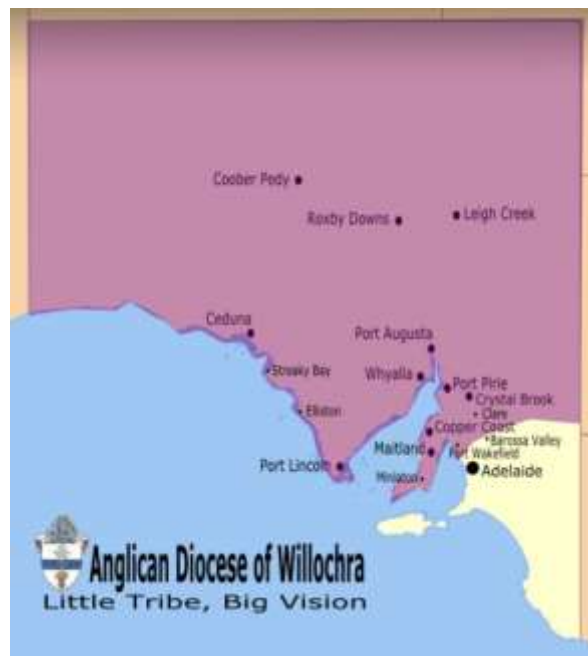 Coober Pedy
Roxby Downs
Leigh Creek
Ceduna
Port Augusta
Streaky Bay
Whyalla
Port Pirie
Crystal Brook
Elliston
Clare
Copper Coast
Barossa Valley
Maitland
Port Wakefield
Port Lincoln
Adelaide
Minlaton
Anglican Diocese of Willochra
Little Tribe, Big Vision